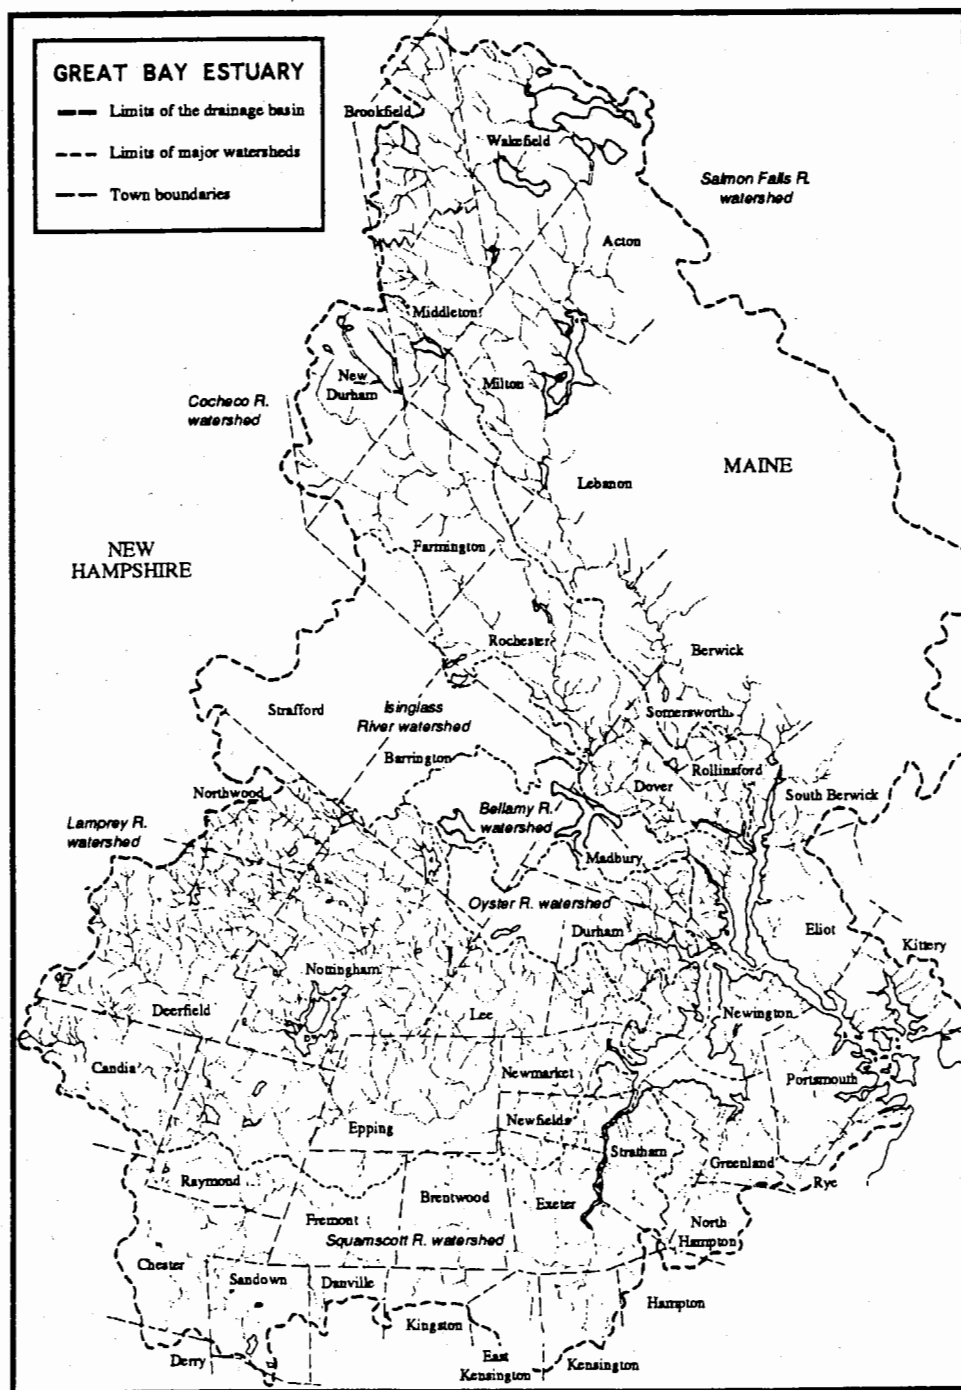 GREAT BAY ESTUARY
Limits of the drainage basin
Limits of major watersheds
Town boundaries
Brookfield
Wakefield
Salmon Falls R.
watershed
Acton
Middleton
New
Durham
Milton
Cocheco R.
watershed
MAINE
Lebanon
NEW
HAMPSHIRE
Farmington
Rochester
Berwick
Strafford
Isinglass
River watershed
Somersworth
Barrington
Rollinsford
Dover
South Berwick
Northwood
Bellamy R.
watershed
Lamprey R.
watershed
Madbury
Oyster R. watershed
Durham
Eliot
Kittery
Nottingham
Deerfield
Lee
Newington
Candia
Newmarket
Portsmouth
Newfields
Epping
Stratham
Greenland
Raymond
Rye
Brentwood
Exeter
Fremont
North
Hampton
Squamscott R. watershed
Chester
Sandown
Danville
Hampton
Kingston
Derry
East
Kensington
Kensington